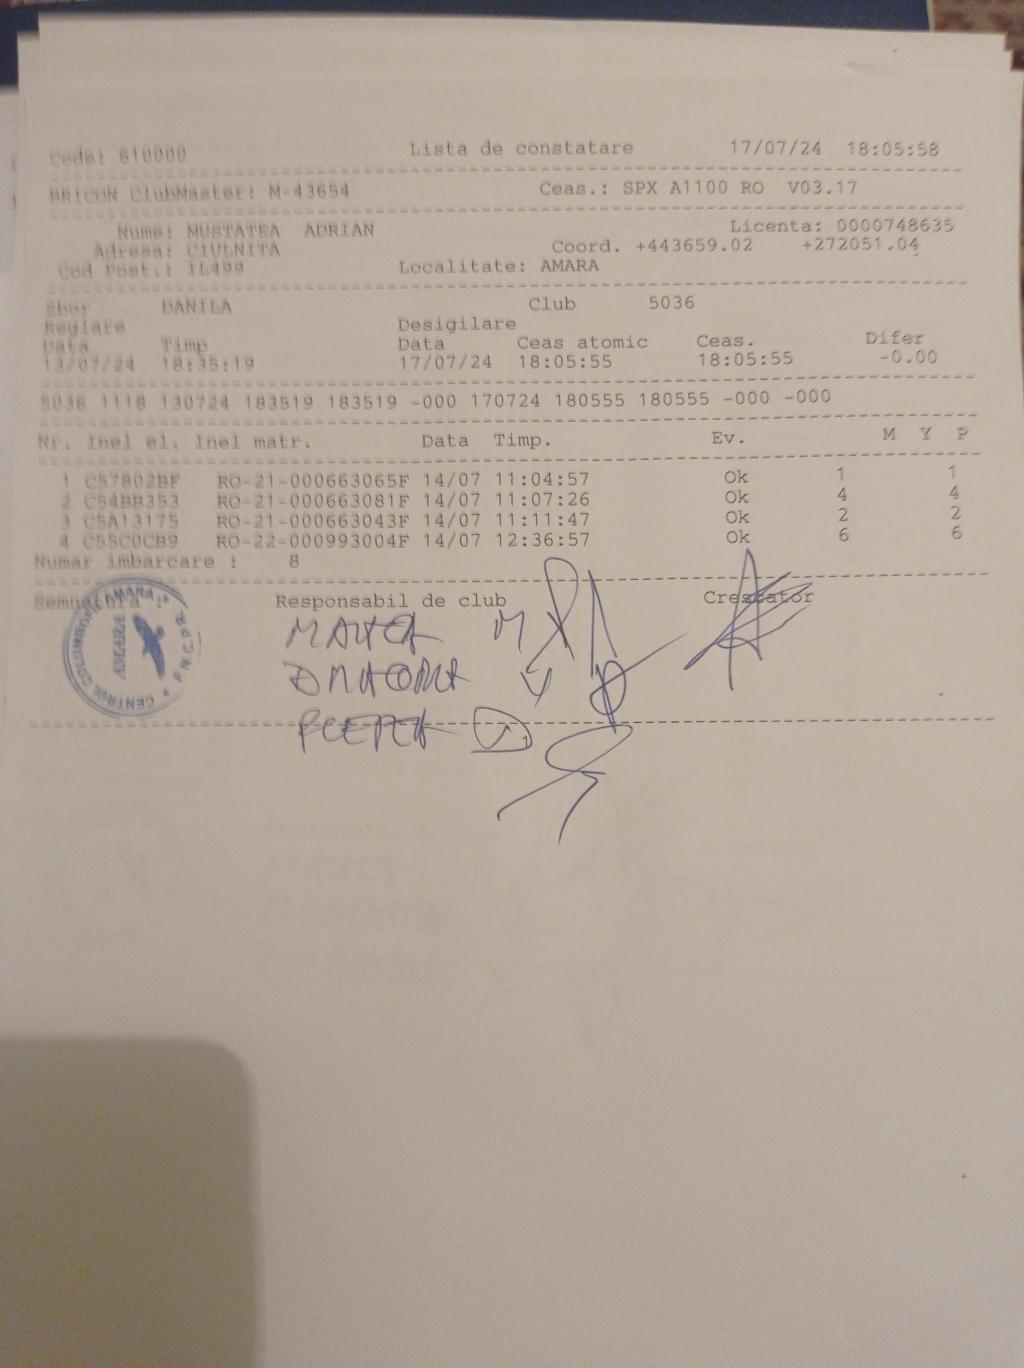 Code: 610000 Lista de constatare 17/07/24 18:05:58
BRICON ClubMaster: M-43654 Ceas.: SPX A1100 RO V03.17
Nume: MUSTATEA ADRIAN Licenta: 0000748635
Adresa: CIULNITA Coord. +443659.02 +272051.04
Cod Post.: IL499 Localitate: AMARA
Zbor DANILA Club 5036
Reglare Desigilare
Data Timp Data Ceas atomic Ceas. Difer
13/07/24 18:35:19 17/07/24 18:05:55 18:05:55 -0.00
5036 1118 130724 183519 183519 -000 170724 180555 180555 -000 -000
Nr. Inel el. Inel matr. Data Timp. Ev. M Y P
1 C57802BF RO-21-000663065F 14/07 11:04:57 Ok 1 1
2 C54BB353 RO-21-000663081F 14/07 11:07:26 Ok 4 4
3 C5A13175 RO-21-000663043F 14/07 11:11:47 Ok 2 2
4 C55C0CB9 RO-22-000993004F 14/07 12:36:57 Ok 6 6
Numar imbarcare : 8
Semnatura : Responsabil de club Crescator
AMARA